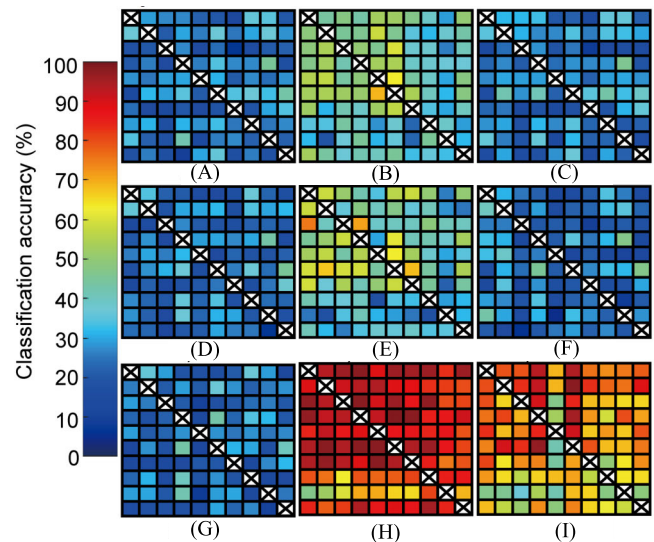 Classification accuracy (%)
100
90
80
70
60
50
40
30
20
10
0
(A)
(B)
(C)
(D)
(E)
(F)
(G)
(H)
(I)